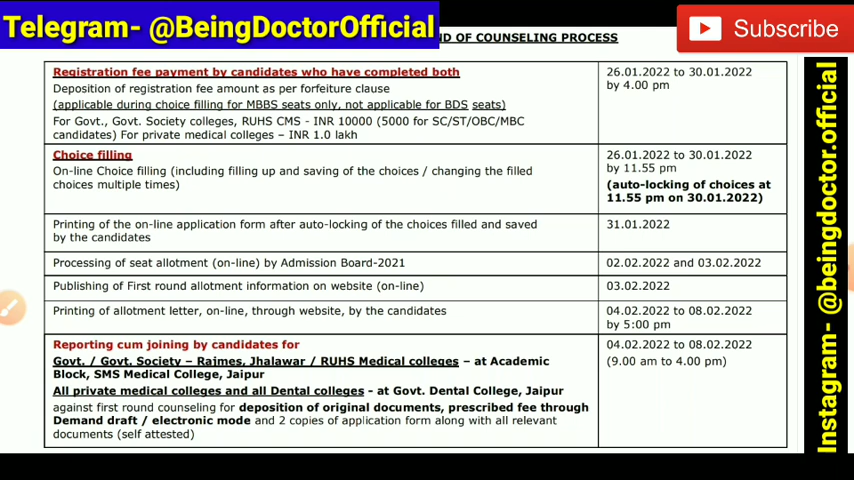 Telegram- @BeingDoctorOfficial
ND OF COUNSELING PROCESS
Subscribe
Registration fee payment by candidates who have completed both
Deposition of registration fee amount as per forfeiture clause
(applicable during choice filling for MBBS seats only, not applicable for BDS seats)
For Govt., Govt. Society colleges, RUHS CMS - INR 10000 (5000 for SC/ST/OBC/MBC
candidates) For private medical colleges – INR 1.0 lakh
26.01.2022 to 30.01.2022
by 4.00 pm
Choice filling
On-line Choice filling (including filling up and saving of the choices / changing the filled
choices multiple times)
26.01.2022 to 30.01.2022
by 11.55 pm
(auto-locking of choices at
11.55 pm on 30.01.2022)
Printing of the on-line application form after auto-locking of the choices filled and saved
by the candidates
31.01.2022
Processing of seat allotment (on-line) by Admission Board-2021
02.02.2022 and 03.02.2022
Publishing of First round allotment information on website (on-line)
03.02.2022
Printing of allotment letter, on-line, through website, by the candidates
04.02.2022 to 08.02.2022
by 5:00 pm
Reporting cum joining by candidates for
Govt. / Govt. Society – Rajmes, Jhalawar / RUHS Medical colleges – at Academic
Block, SMS Medical College, Jaipur
All private medical colleges and all Dental colleges - at Govt. Dental College, Jaipur
against first round counseling for deposition of original documents, prescribed fee through
Demand draft / electronic mode and 2 copies of application form along with all relevant
documents (self attested)
04.02.2022 to 08.02.2022
(9.00 am to 4.00 pm)
Instagram- @beingdoctor.official